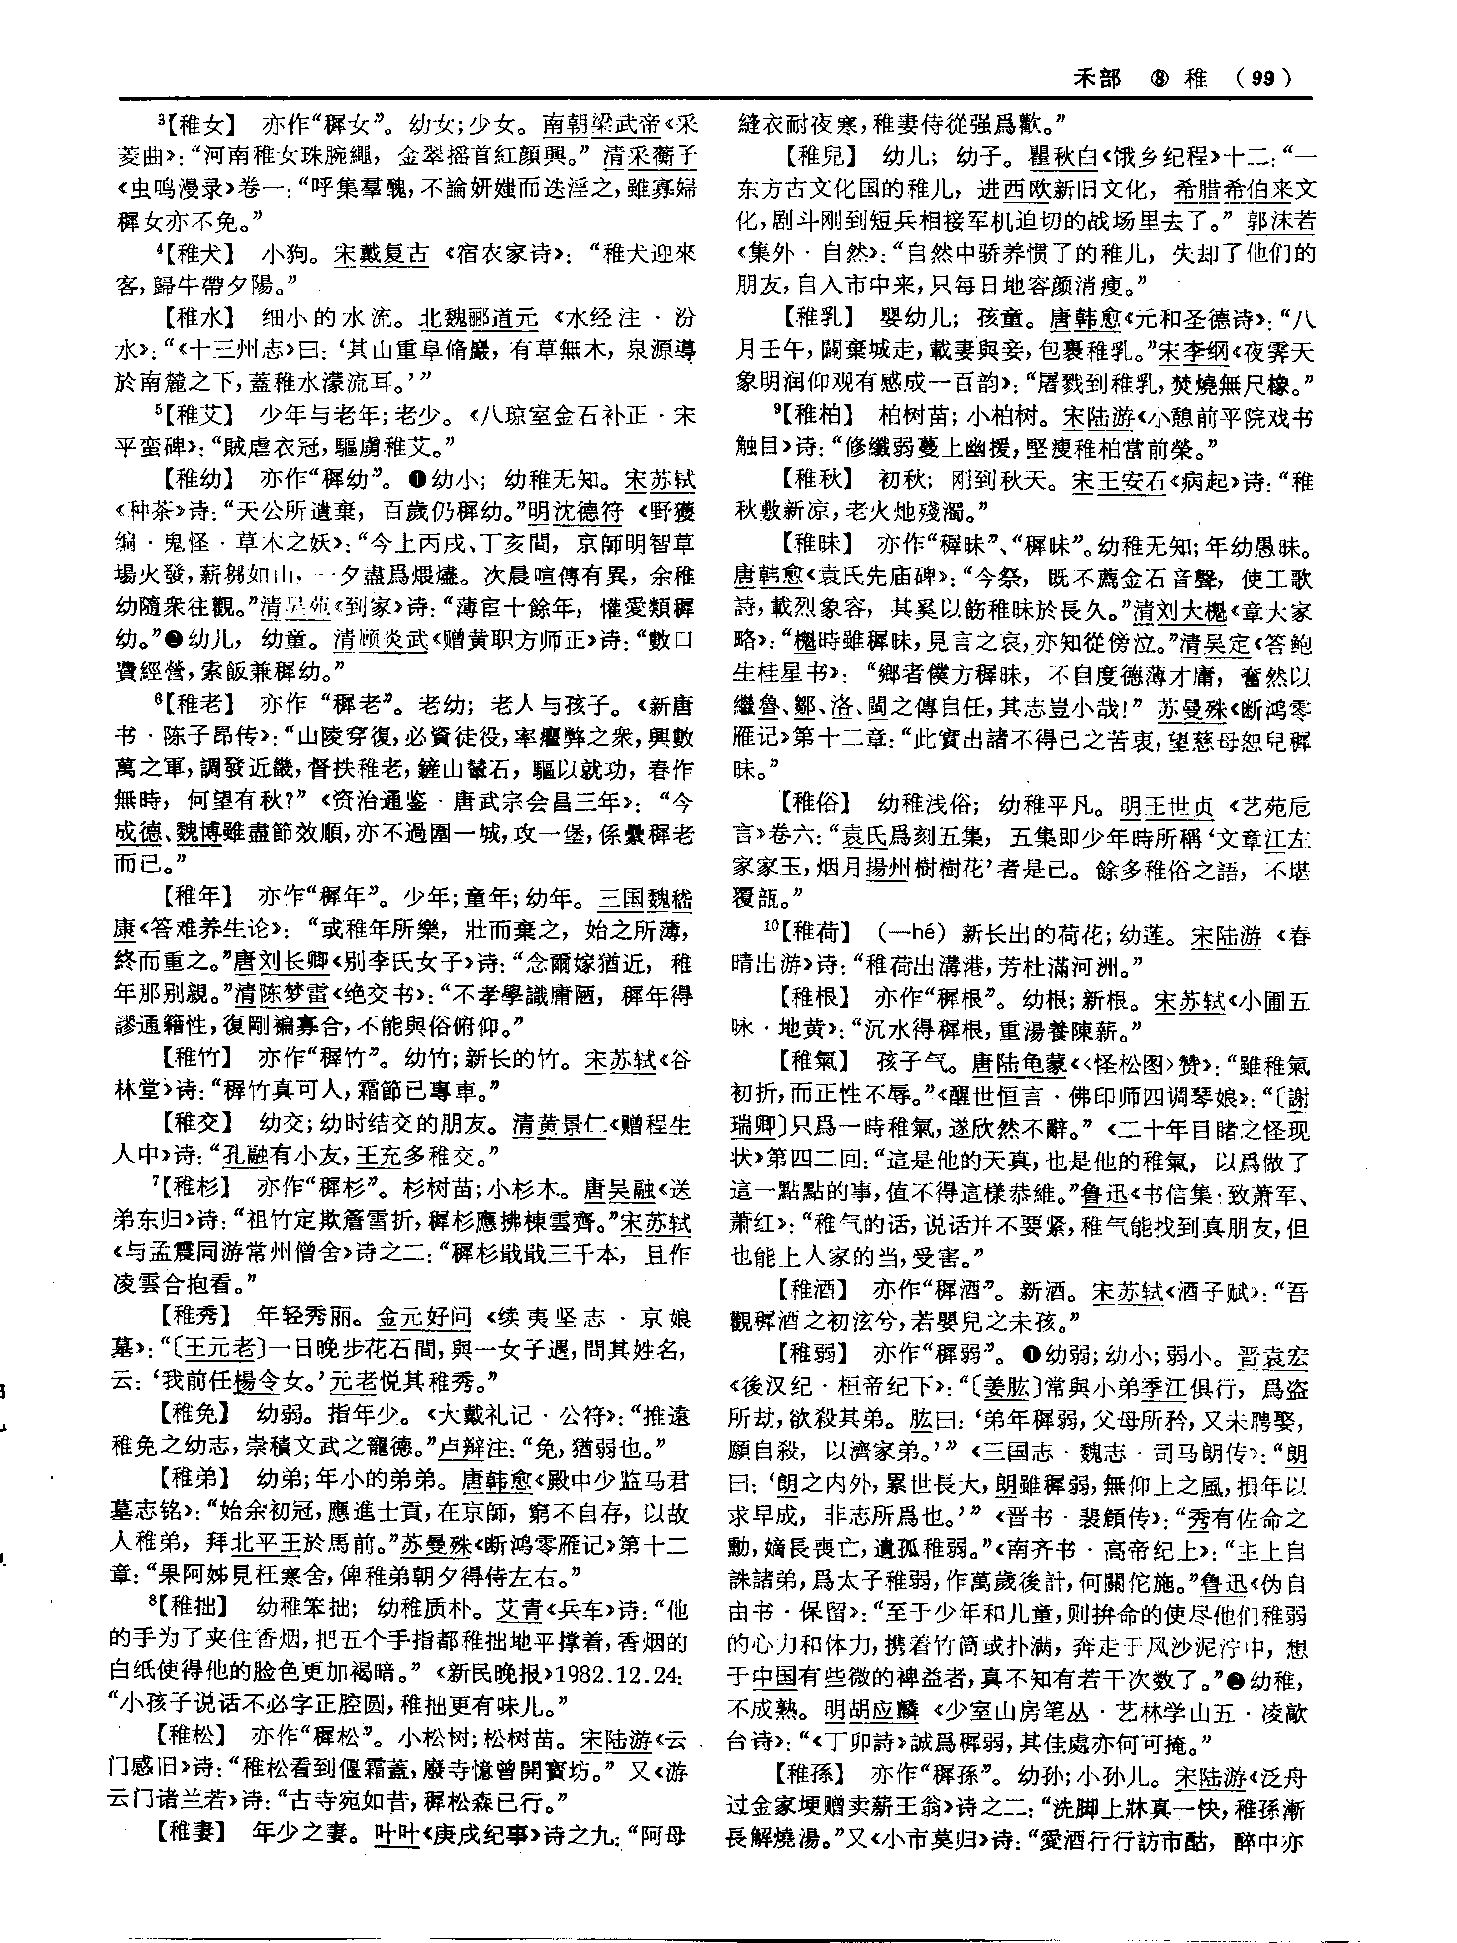 禾部 ⑧ 稚 （99）
³【稚女】 亦作“稺女”。幼女；少女。南朝梁武帝《采
菱曲》：“河南稚女珠腕繩，金翠摇首紅顔興。”清采蘅子
《虫鸣漫录》卷一：“呼集羣醜，不論妍媸而迭淫之，雖寡婦
稺女亦不免。”
⁴【稚犬】 小狗。宋戴复古《宿农家诗》：“稚犬迎來
客，歸牛帶夕陽。”
【稚水】 细小的水流。北魏郦道元《水经注·汾
水》：“《十三州志》曰：‘其山重阜脩巖，有草無木，泉源導
於南麓之下，蓋稚水濛流耳。’”
⁵【稚艾】 少年与老年；老少。《八琼室金石补正·宋
平蛮碑》：“賊虐衣冠，驅虜稚艾。”
【稚幼】 亦作“稺幼”。❶幼小；幼稚无知。宋苏轼
《种茶》诗：“天公所遺棄，百歲仍稺幼。”明沈德符《野獲
编·鬼怪·草木之妖》：“今上丙戌、丁亥間，京師明智草
場火發，薪芻如山，一夕盡爲煨燼。次晨喧傳有異，余稚
幼隨衆往觀。”清吴苑《到家》诗：“薄宦十餘年，懽愛類稺
幼。”❷幼儿，幼童。清顾炎武《赠黄职方师正》诗：“數口
費經營，索飯兼稺幼。”
⁶【稚老】 亦作“稺老”。老幼；老人与孩子。《新唐
书·陈子昂传》：“山陵穿復，必資徒役，率癯弊之衆，興數
萬之軍，調發近畿，督抶稚老，鏟山輦石，驅以就功，春作
無時，何望有秋？”《资治通鉴·唐武宗会昌三年》：“今
成德、魏博雖盡節效順，亦不過圍一城，攻一堡，係纍稺老
而已。”
【稚年】 亦作“稺年”。少年；童年；幼年。三国魏嵇
康《答难养生论》：“或稚年所樂，壯而棄之，始之所薄，
終而重之。”唐刘长卿《别李氏女子》诗：“念爾嫁猶近，稚
年那别親。”清陈梦雷《绝交书》：“不孝學識庸陋，稺年得
謬通籍性，復剛褊寡合，不能與俗俯仰。”
【稚竹】 亦作“稺竹”。幼竹；新长的竹。宋苏轼《谷
林堂》诗：“稺竹真可人，霜節已專車。”
【稚交】 幼交；幼时结交的朋友。清黄景仁《赠程生
人中》诗：“孔融有小友，王充多稚交。”
⁷【稚杉】 亦作“稺杉”。杉树苗；小杉木。唐吴融《送
弟东归》诗：“祖竹定欺簷雪折，稺杉應拂棟雲齊。”宋苏轼
《与孟震同游常州僧舍》诗之二：“稺杉戢戢三千本，且作
凌雲合抱看。”
【稚秀】 年轻秀丽。金元好问《续夷坚志·京娘
墓》：“〔王元老〕一日晚步花石間，與一女子遇，問其姓名，
云：‘我前任楊令女。’元老悦其稚秀。”
【稚免】 幼弱。指年少。《大戴礼记·公符》：“推遠
稚免之幼志，崇積文武之寵德。”卢辩注：“免，猶弱也。”
【稚弟】 幼弟；年小的弟弟。唐韩愈《殿中少监马君
墓志铭》：“始余初冠，應進士貢，在京師，窮不自存，以故
人稚弟，拜北平王於馬前。”苏曼殊《断鸿零雁记》第十二
章：“果阿姊見枉寒舍，俾稚弟朝夕得侍左右。”
⁸【稚拙】 幼稚笨拙；幼稚质朴。艾青《兵车》诗：“他
的手为了夹住香烟，把五个手指都稚拙地平撑着，香烟的
白纸使得他的脸色更加褐暗。”《新民晚报》1982.12.24：
“小孩子说话不必字正腔圆，稚拙更有味儿。”
【稚松】 亦作“稺松”。小松树；松树苗。宋陆游《云
门感旧》诗：“稚松看到偃霜蓋，廢寺憶曾開寳坊。”又《游
云门诸兰若》诗：“古寺宛如昔，稺松森已行。”
【稚妻】 年少之妻。叶叶《庚戌纪事》诗之九：“阿母
縫衣耐夜寒，稚妻侍從强爲歡。”
【稚兒】 幼儿；幼子。瞿秋白《饿乡纪程》十二：“一
东方古文化国的稚儿，进西欧新旧文化，希腊希伯来文
化，剧斗刚到短兵相接军机迫切的战场里去了。”郭沫若
《集外·自然》：“自然中骄养惯了的稚儿，失却了他们的
朋友，自入市中来，只每日地容颜消瘦。”
【稚乳】 婴幼儿；孩童。唐韩愈《元和圣德诗》：“八
月壬午，闢棄城走，載妻與妾，包裹稚乳。”宋李纲《夜霁天
象明润仰观有感成一百韵》：“屠戮到稚乳，焚燒無尺椽。”
⁹【稚柏】 柏树苗；小柏树。宋陆游《小憩前平院戏书
触目》诗：“修纖弱蔓上幽援，堅瘦稚柏當前榮。”
【稚秋】 初秋；刚到秋天。宋王安石《病起》诗：“稚
秋敷新凉，老火灺殘濁。”
【稚昧】 亦作“稺昧”、“穉昧”。幼稚无知；年幼愚昧。
唐韩愈《袁氏先庙碑》：“今祭，既不薦金石音聲，使工歌
詩，載烈象容，其奚以飭稚昧於長久。”清刘大櫆《章大家
略》：“櫆時雖稺昧，見言之哀，亦知從傍泣。”清吴定《答鲍
生桂星书》：“鄉者僕方稺昧，不自度德薄才庸，奮然以
繼魯、鄒、洛、閩之傳自任，其志豈小哉！”苏曼殊《断鸿零
雁记》第十二章：“此實出諸不得已之苦衷，望慈母恕兒稺
昧。”
【稚俗】 幼稚浅俗；幼稚平凡。明王世贞《艺苑卮
言》卷六：“袁氏爲刻五集，五集即少年時所稱‘文章江左
家家玉，烟月揚州樹樹花’者是已。餘多稚俗之語，不堪
覆瓿。”
¹⁰【稚荷】 （—hé）新长出的荷花；幼莲。宋陆游《春
晴出游》诗：“稚荷出溝港，芳杜滿河洲。”
【稚根】 亦作“稺根”。幼根；新根。宋苏轼《小圃五
咏·地黄》：“沉水得稺根，重湯養陳薪。”
【稚氣】 孩子气。唐陆龟蒙《〈怪松图〉赞》：“雖稚氣
初折，而正性不辱。”《醒世恒言·佛印师四调琴娘》：“〔謝
瑞卿〕只爲一時稚氣，遂欣然不辭。”《二十年目睹之怪现
状》第四二回：“這是他的天真，也是他的稚氣，以爲做了
這一點點的事，值不得這樣恭維。”鲁迅《书信集·致萧军、
萧红》：“稚气的话，说话并不要紧，稚气能找到真朋友，但
也能上人家的当，受害。”
【稚酒】 亦作“稺酒”。新酒。宋苏轼《酒子赋》：“吾
觀稺酒之初泫兮，若嬰兒之未孩。”
【稚弱】 亦作“稺弱”。❶幼弱；幼小；弱小。晋袁宏
《後汉纪·桓帝纪下》：“〔姜肱〕常與小弟季江俱行，爲盗
所劫，欲殺其弟。肱曰：‘弟年稺弱，父母所矜，又未聘娶，
願自殺，以濟家弟。’”《三国志·魏志·司马朗传》：“朗
曰：‘朗之内外，累世長大，朗雖稺弱，無仰上之風，損年以
求早成，非志所爲也。’”《晋书·裴頠传》：“秀有佐命之
勳，嫡長喪亡，遺孤稚弱。”《南齐书·高帝纪上》：“主上自
誅諸弟，爲太子稚弱，作萬歲後計，何關佗施。”鲁迅《伪自
由书·保留》：“至于少年和儿童，则拚命的使尽他们稚弱
的心力和体力，携着竹筒或扑满，奔走于风沙泥泞中，想
于中国有些微的裨益者，真不知有若干次数了。”❷幼稚，
不成熟。明胡应麟《少室山房笔丛·艺林学山五·凌歊
台诗》：“《丁卯詩》誠爲稺弱，其佳處亦何可掩。”
【稚孫】 亦作“稺孫”。幼孙；小孙儿。宋陆游《泛舟
过金家埂赠卖薪王翁》诗之二：“洗脚上牀真一快，稚孫漸
長解燒湯。”又《小市莫归》诗：“愛酒行行訪市酤，醉中亦